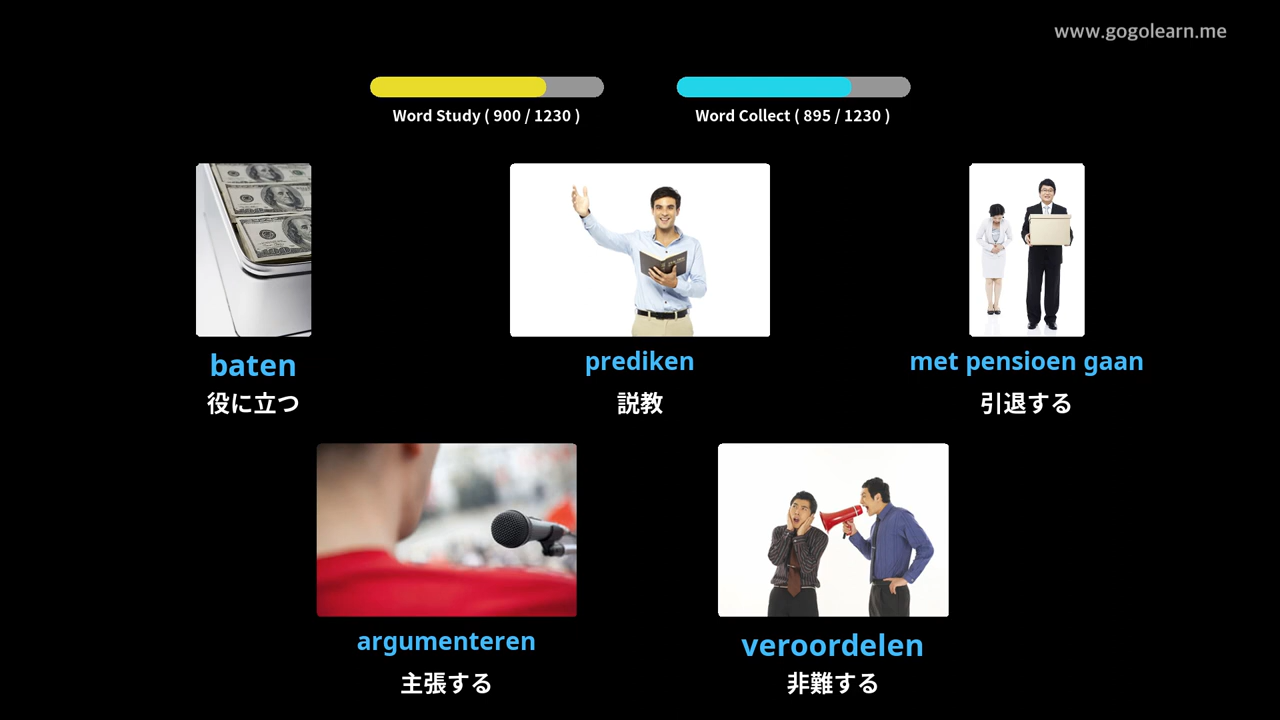 www.gogolearn.me
Word Study ( 900 / 1230 )
Word Collect ( 895 / 1230 )
baten
役に立つ
prediken
説教
met pensioen gaan
引退する
argumenteren
主張する
veroordelen
非難する